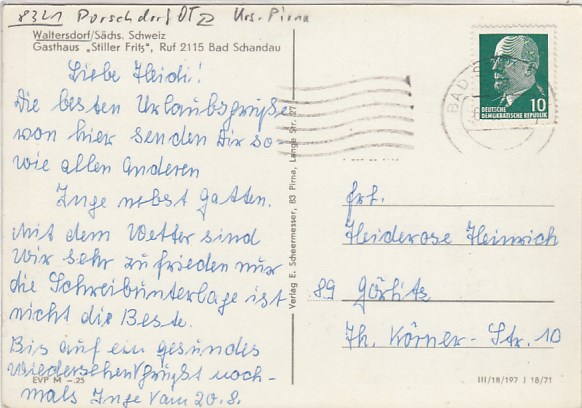 8321 Porschdorf OT Krs. Pirna
Waltersdorf/Sächs. Schweiz
Gasthaus „Stiller Fritz", Ruf 2115 Bad Schandau
Liebe Heidi!
Die besten Urlaubsgrüße
von hier senden Dir so-
wie allen anderen
Inge nebst Gatten.
Mit dem Wetter sind
wir sehr zufrieden nur
die Schreibunterlage ist
nicht die Beste.
Bis auf ein gesundes
wiedersehen grüßt noch-
mals Inge vom 20.8.
EVP M –.25
Verlag E. Scheermesser, 83 Pirna, Lange Str. 27
BAD
DEUTSCHE
DEMOKRATISCHE REPUBLIK
10
Frl.
Heiderose Heinrich
89 Görlitz
Th. Körner-Str. 10
III/18/197 J 18/71